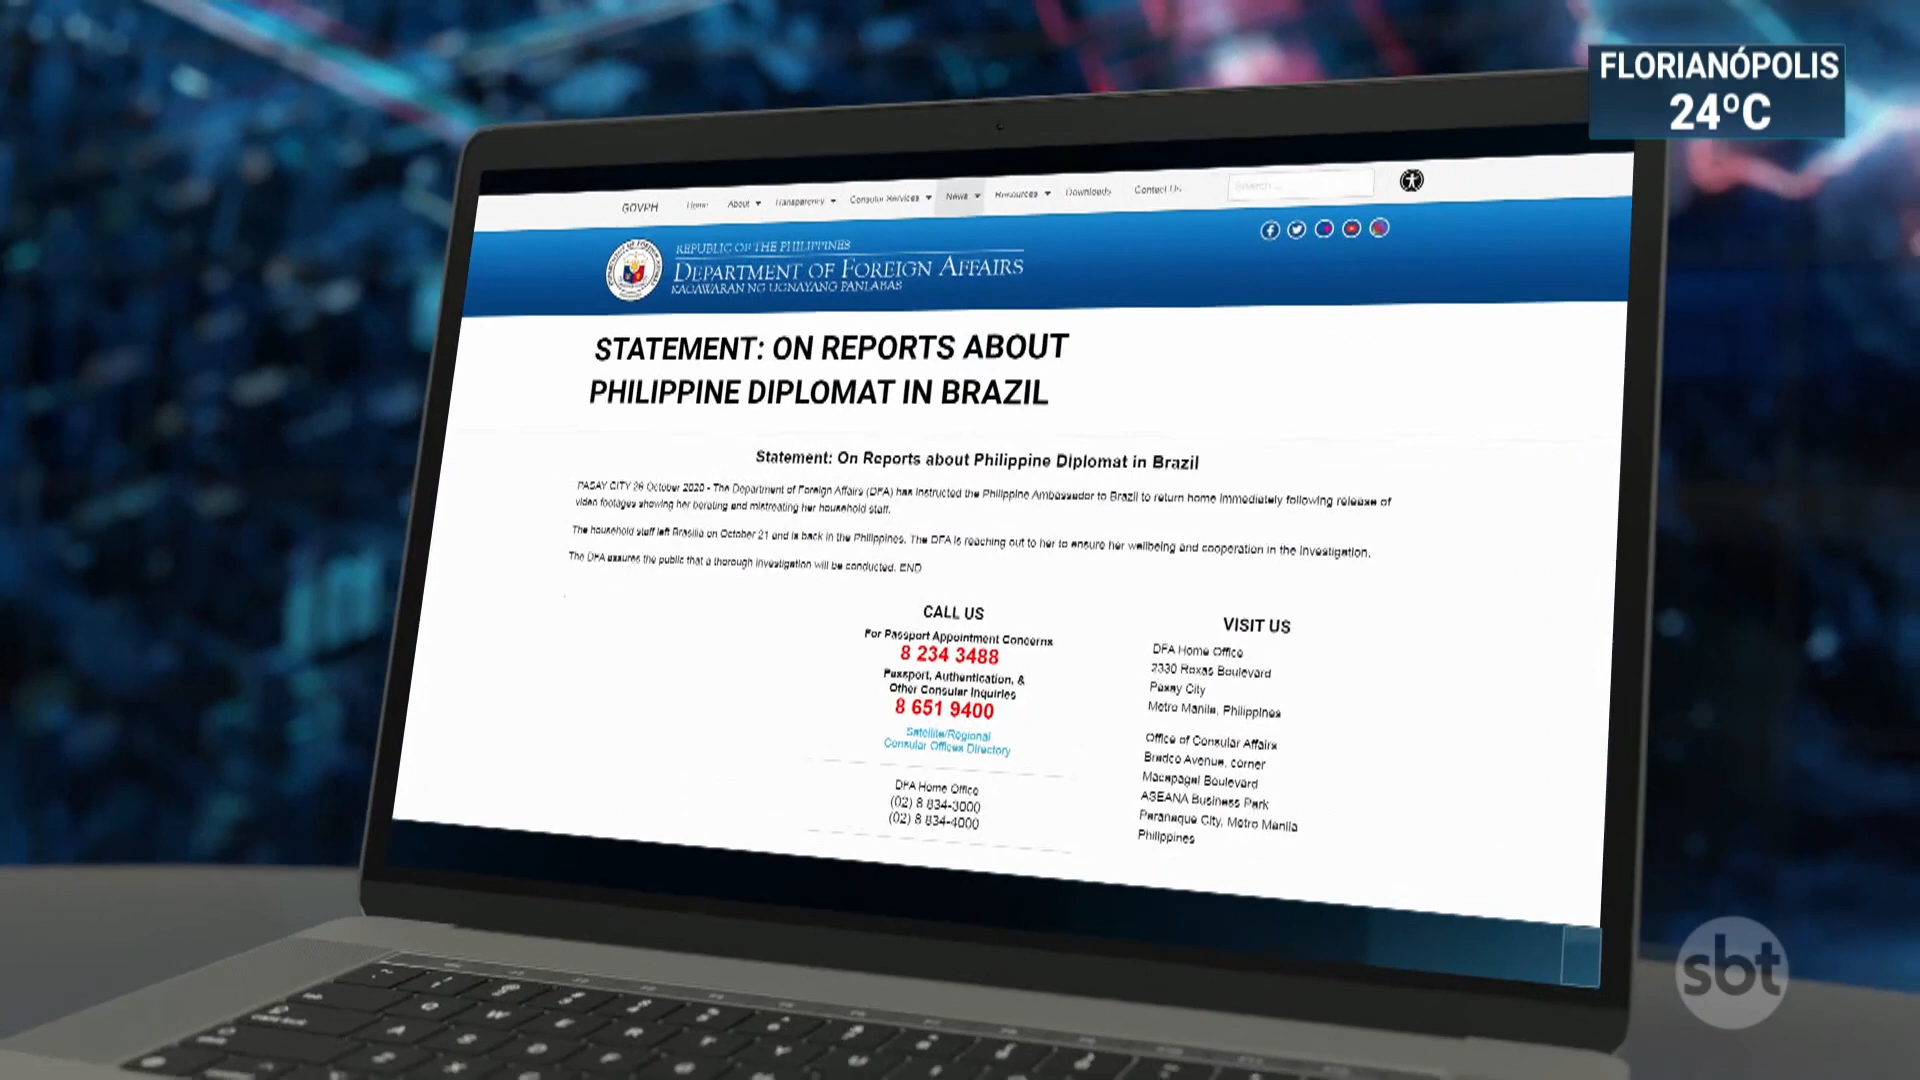 FLORIANÓPOLIS
24ºC
GOVPH Home About Transparency Consular Services News Resources Downloads Contact Us Search ...
REPUBLIC OF THE PHILIPPINES
DEPARTMENT OF FOREIGN AFFAIRS
KAGAWARAN NG UGNAYANG PANLABAS
STATEMENT: ON REPORTS ABOUT
PHILIPPINE DIPLOMAT IN BRAZIL
Statement: On Reports about Philippine Diplomat in Brazil
PASAY CITY 26 October 2020 - The Department of Foreign Affairs (DFA) has instructed the Philippine Ambassador to Brazil to return home immediately following release of
video footages showing her berating and mistreating her household staff.
The household staff left Brasilia on October 21 and is back in the Philippines. The DFA is reaching out to her to ensure her wellbeing and cooperation in the investigation.
The DFA assures the public that a thorough investigation will be conducted. END
CALL US
For Passport Appointment Concerns
8 234 3488
Passport, Authentication, &
Other Consular Inquiries
8 651 9400
Satellite/Regional
Consular Offices Directory
DFA Home Office
(02) 8 834-3000
(02) 8 834-4000
VISIT US
DFA Home Office
2330 Roxas Boulevard
Pasay City
Metro Manila, Philippines
Office of Consular Affairs
Bradco Avenue, corner
Macapagal Boulevard
ASEANA Business Park
Paranaque City, Metro Manila
Philippines
sbt
Q W E R T Y U
A S D F